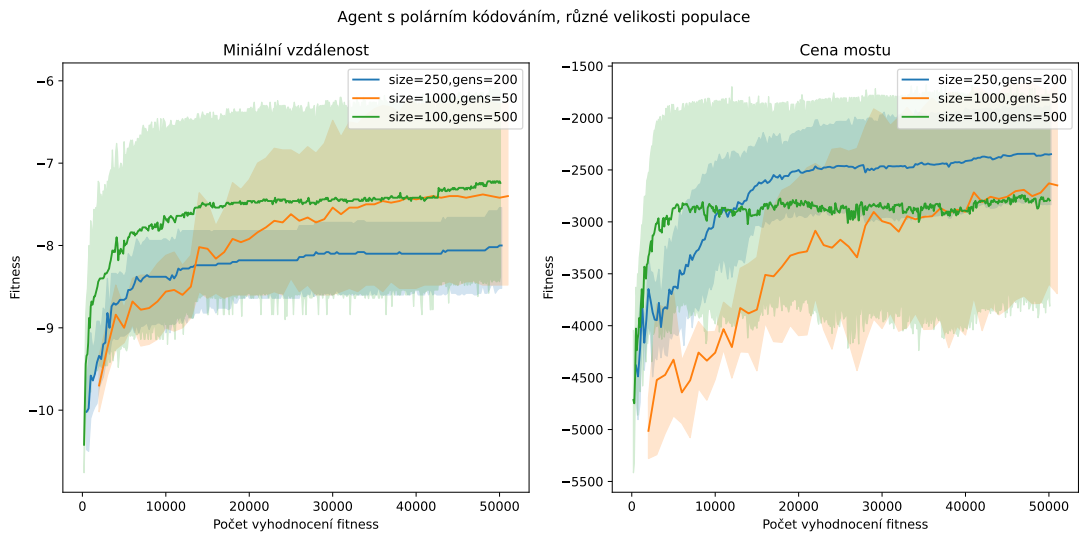 Agent s polárním kódováním, různé velikosti populace
Miniální vzdálenost
−6
−7
−8
−9
−10
Fitness
0
10000
20000
30000
40000
50000
Počet vyhodnocení fitness
size=250,gens=200
size=1000,gens=50
size=100,gens=500
Cena mostu
−1500
−2000
−2500
−3000
−3500
−4000
−4500
−5000
−5500
Fitness
0
10000
20000
30000
40000
50000
Počet vyhodnocení fitness
size=250,gens=200
size=1000,gens=50
size=100,gens=500